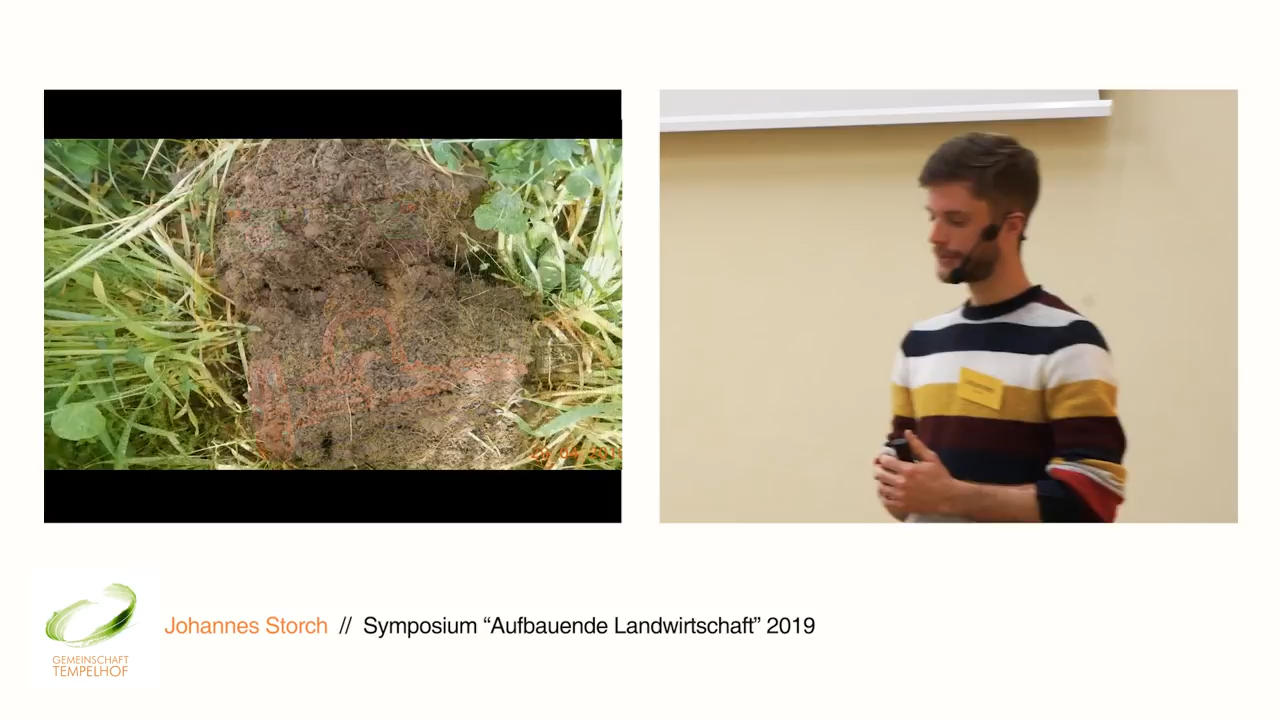 Johannes Storch // Symposium “Aufbauende Landwirtschaft” 2019
GEMEINSCHAFT
TEMPELHOF